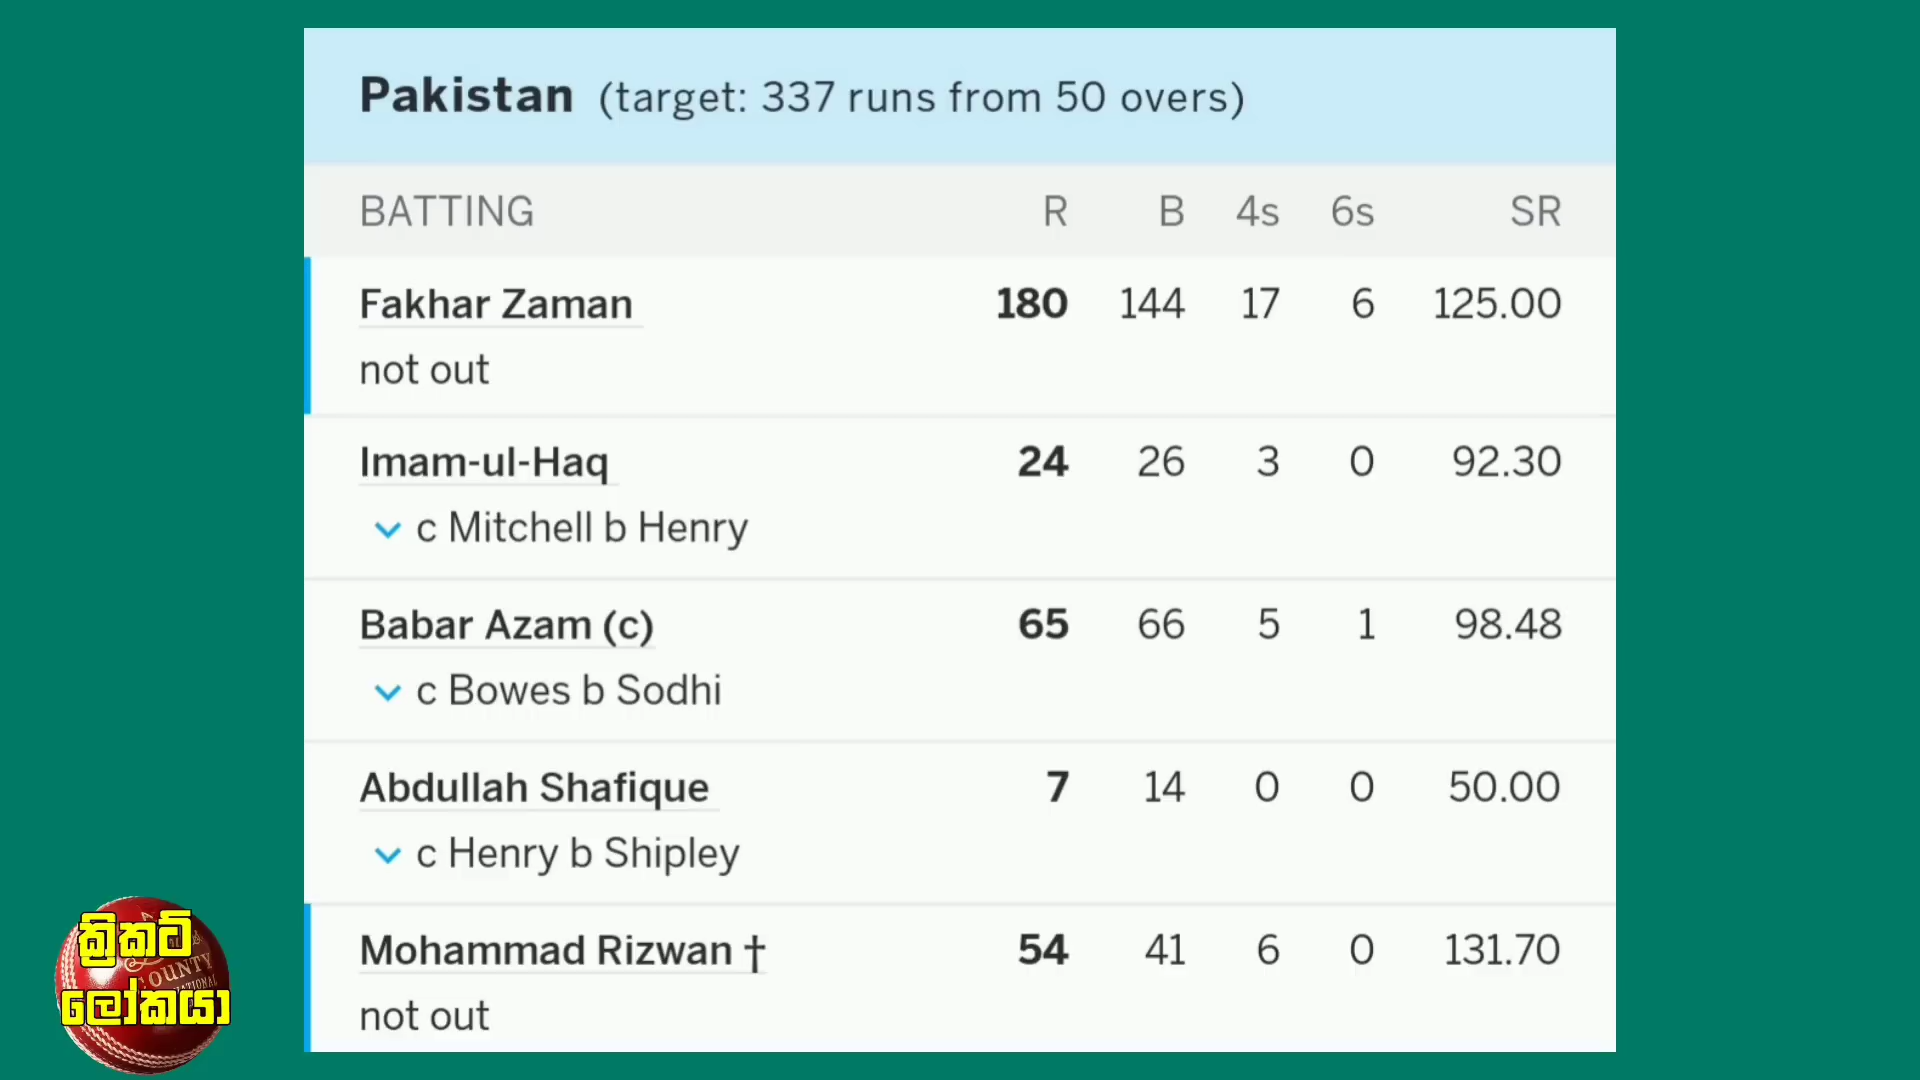 Pakistan (target: 337 runs from 50 overs)
BATTING R B 4s 6s SR
Fakhar Zaman 180 144 17 6 125.00
not out
Imam-ul-Haq 24 26 3 0 92.30
c Mitchell b Henry
Babar Azam (c) 65 66 5 1 98.48
c Bowes b Sodhi
Abdullah Shafique 7 14 0 0 50.00
c Henry b Shipley
Mohammad Rizwan † 54 41 6 0 131.70
not out
ක්‍රිකට්
COUNTY
ලෝකයා